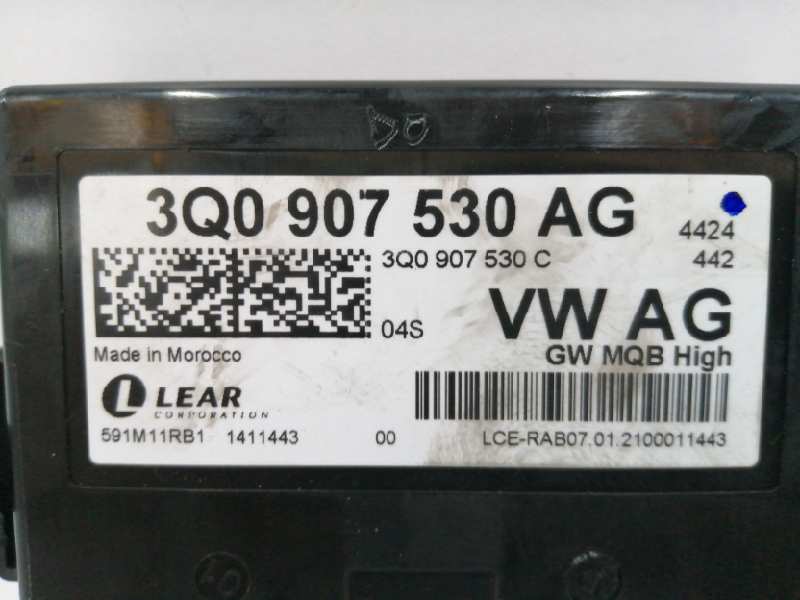 3Q0 907 530 AG 4424
3Q0 907 530 C 442
04S VW AG
Made in Morocco GW MQB High
LEAR
CORPORATION
591M11RB1 1411443 00 LCE-RAB07.01.2100011443